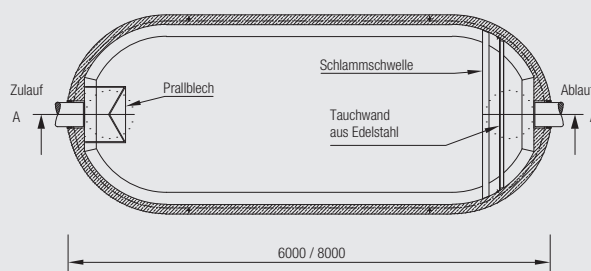 Zulauf
A
Prallblech
Schlammschwelle
Tauchwand
aus Edelstahl
Ablauf
6000 / 8000